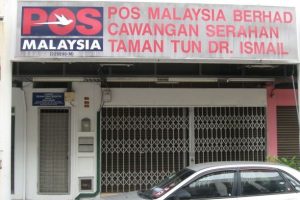 POS
MALAYSIA
POS MALAYSIA BERHAD
CAWANGAN SERAHAN
TAMAN TUN DR. ISMAIL